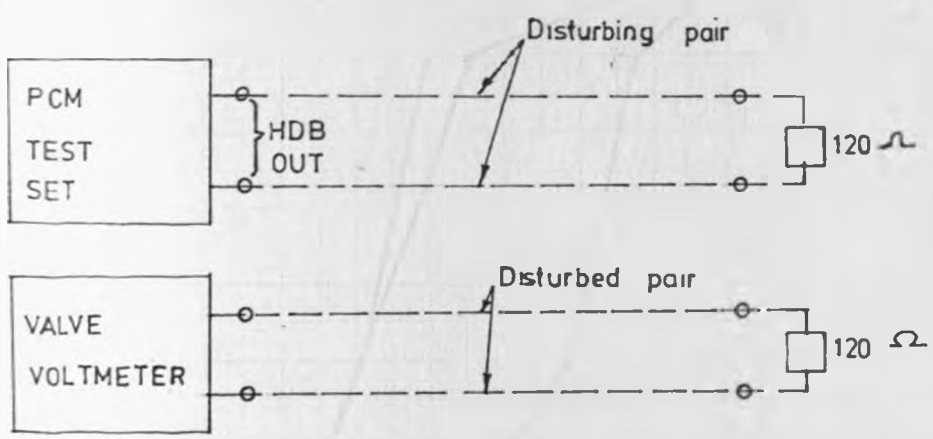 Disturbing pair
PCM
TEST
SET
HDB
OUT
120 Ω
Disturbed pair
VALVE
VOLTMETER
120 Ω